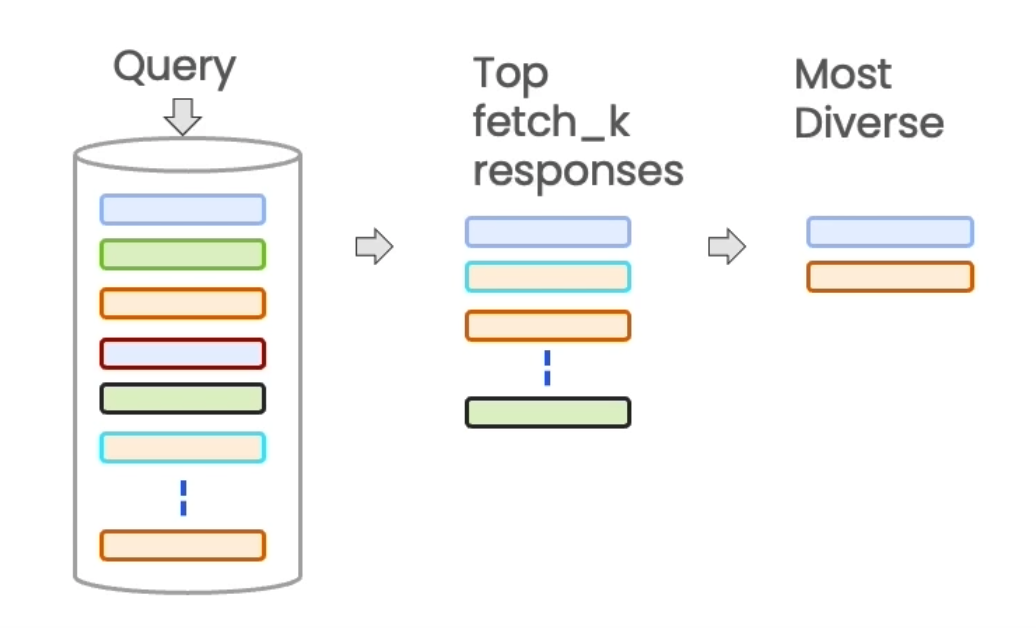 Query
Top
fetch_k
responses
Most
Diverse